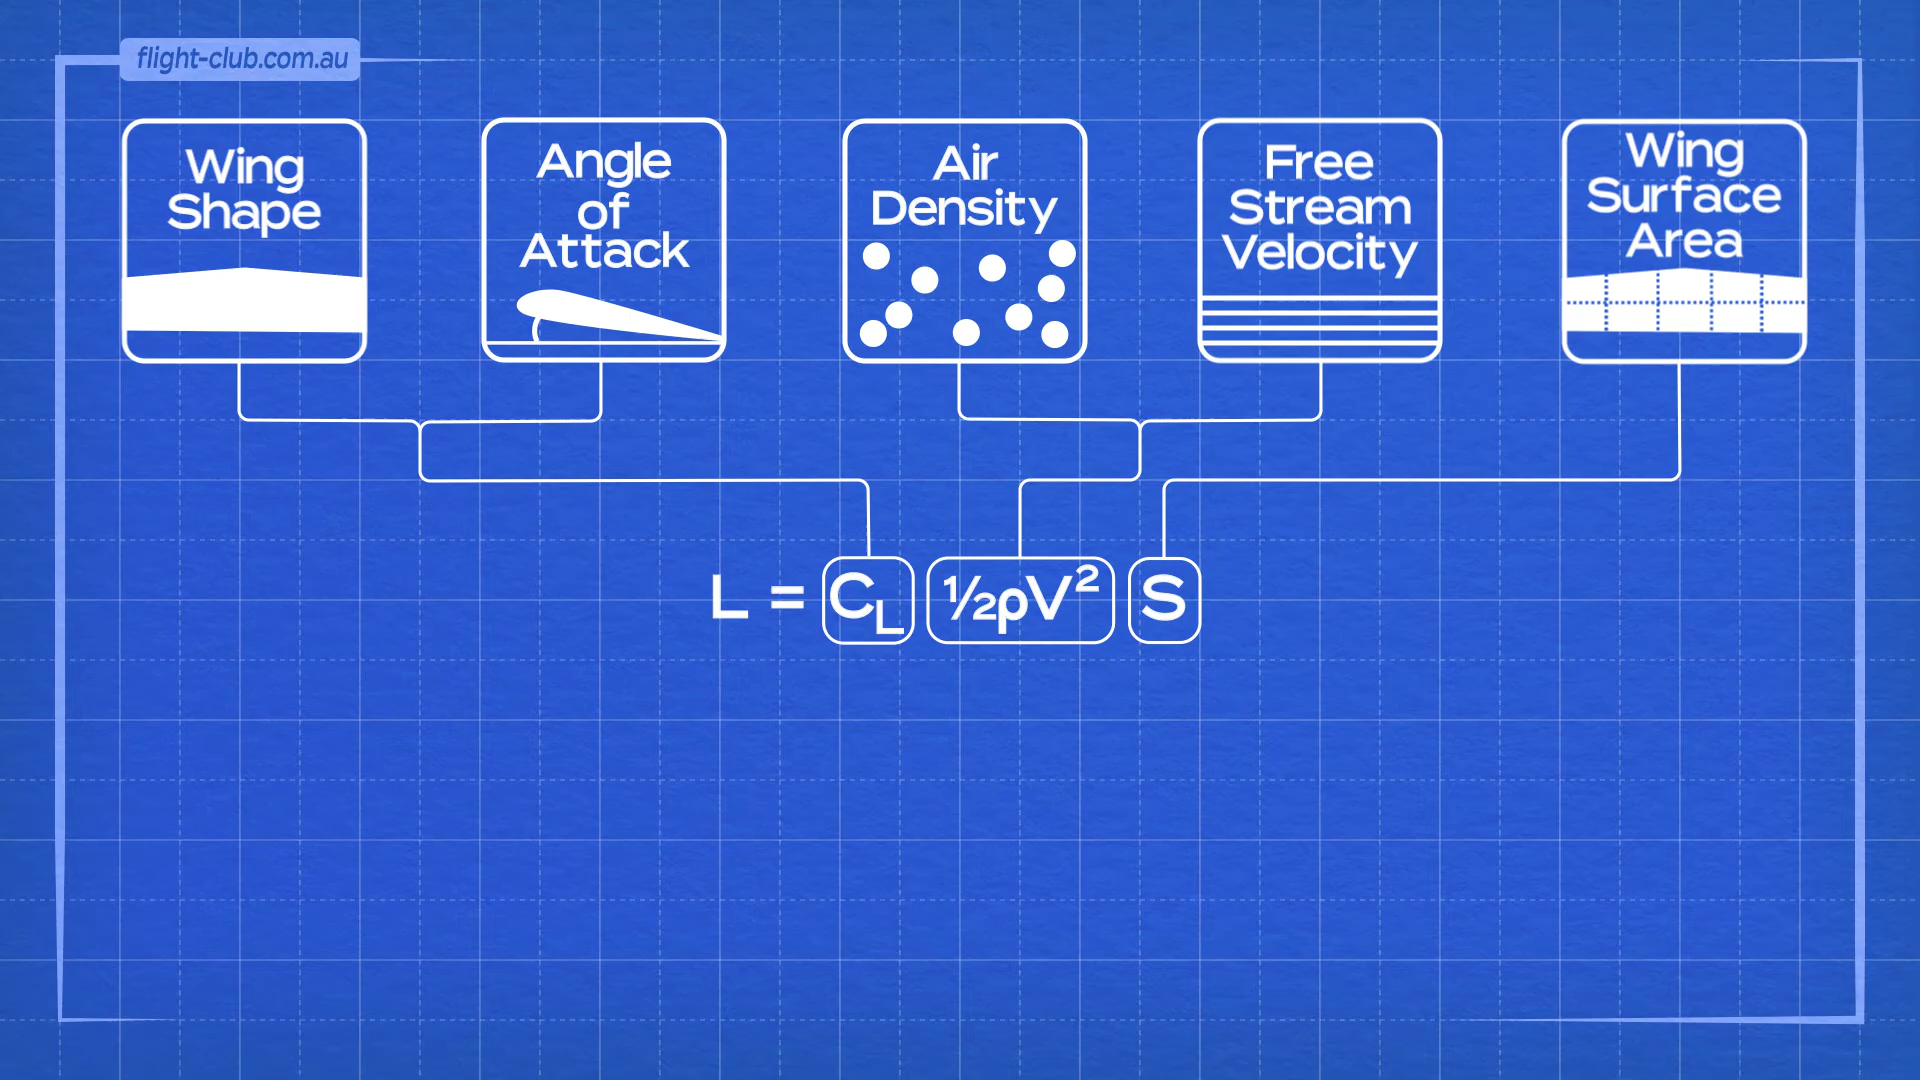 flight-club.com.au
Wing
Shape
Angle
of
Attack
Air
Density
Free
Stream
Velocity
Wing
Surface
Area
L = C_L ½ρV² S